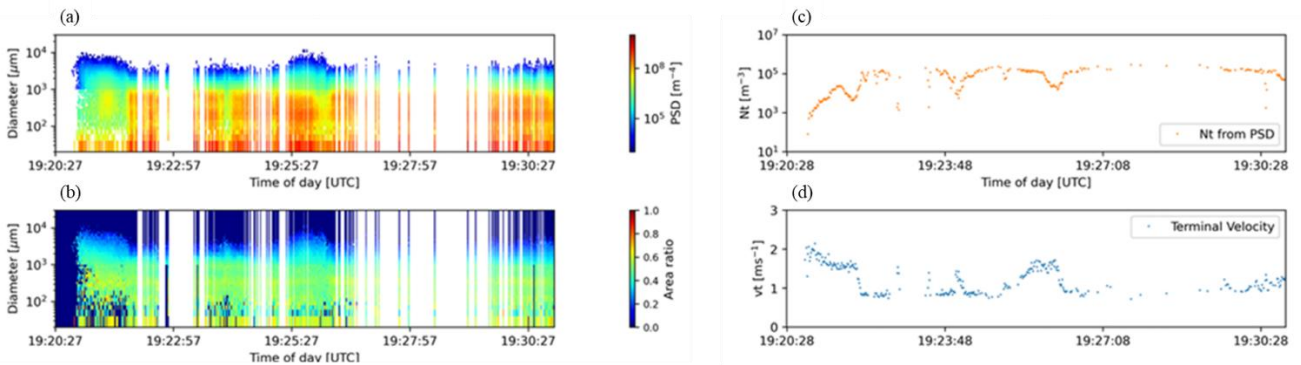 (a)
10⁴
10³
10²
Diameter [μm]
19:20:27 19:22:57 19:25:27 19:27:57 19:30:27
Time of day [UTC]
10⁸
10⁵
PSD [m⁻⁴]
(b)
10⁴
10³
10²
Diameter [μm]
19:20:27 19:22:57 19:25:27 19:27:57 19:30:27
Time of day [UTC]
1.0
0.8
0.6
0.4
0.2
0.0
Area ratio
(c)
10⁷
10⁵
10³
10¹
Nt [m⁻³]
Nt from PSD
19:20:28 19:23:48 19:27:08 19:30:28
Time of day [UTC]
(d)
3
2
1
0
vt [ms⁻¹]
Terminal Velocity
19:20:28 19:23:48 19:27:08 19:30:28